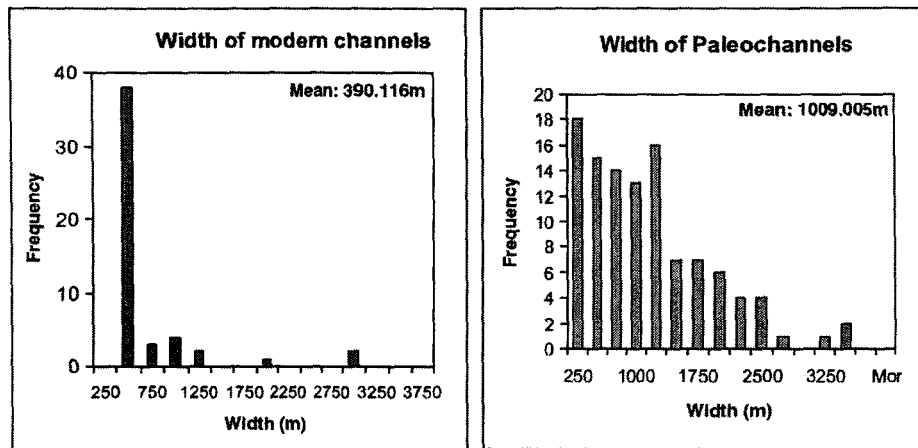 Width of modern channels
Mean: 390.116m
40
30
20
10
0
Frequency
250 750 1250 1750 2250 2750 3250 3750
Width (m)
Width of Paleochannels
Mean: 1009.005m
20
18
16
14
12
10
8
6
4
2
0
Frequency
250 1000 1750 2500 3250 Mor
Width (m)